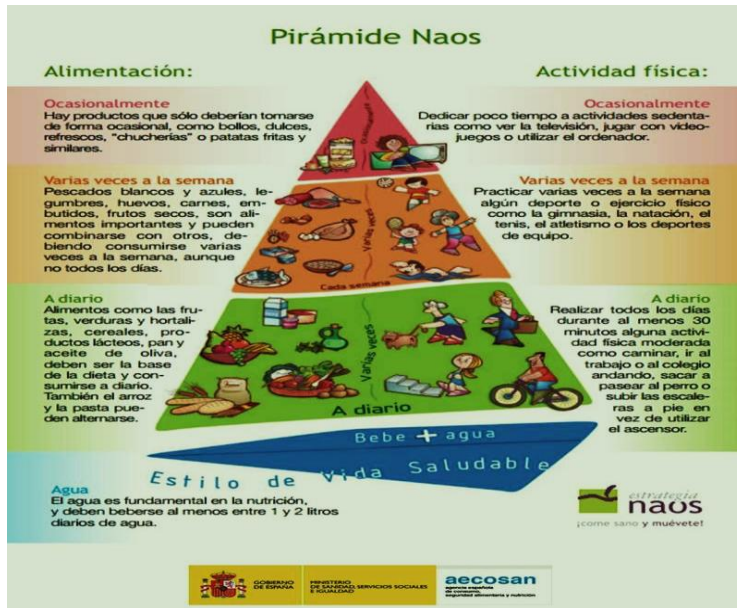 Pirámide Naos
Alimentación:
Ocasionalmente
Hay productos que sólo deberían tomarse
de forma ocasional, como bollos, dulces,
refrescos, "chucherías" o patatas fritas y
similares.
Varias veces a la semana
Pescados blancos y azules, le-
gumbres, huevos, carnes, em-
butidos, frutos secos, son ali-
mentos importantes y pueden
combinarse con otros, de-
biendo consumirse varias
veces a la semana, aunque
no todos los días.
A diario
Alimentos como las fru-
tas, verduras y hortali-
zas, cereales, pro-
ductos lácteos, pan y
aceite de oliva,
deben ser la base
de la dieta y con-
sumirse a diario.
También el arroz
y la pasta pue-
den alternarse.
Agua
El agua es fundamental en la nutrición,
y deben beberse al menos entre 1 y 2 litros
diarios de agua.
Actividad física:
Ocasionalmente
Dedicar poco tiempo a actividades sedenta-
rias como ver la televisión, jugar con video-
juegos o utilizar el ordenador.
Varias veces a la semana
Practicar varias veces a la semana
algún deporte o ejercicio físico
como la gimnasia, la natación, el
tenis, el atletismo o los deportes
de equipo.
A diario
Realizar todos los días
durante al menos 30
minutos alguna activi-
dad física moderada
como caminar, ir al
trabajo o al colegio
andando, sacar a
pasear al perro o
subir las escale-
ras a pie en
vez de utilizar
el ascensor.
Ocasionalmente
Varias veces
Cada semana
Varias veces
A diario
Bebe + agua
Estilo de Vida Saludable
estrategia
naos
¡come sano y muévete!
GOBIERNO
DE ESPAÑA
MINISTERIO
DE SANIDAD, SERVICIOS SOCIALES
E IGUALDAD
aecosan
agencia española
de consumo,
seguridad alimentaria y nutrición